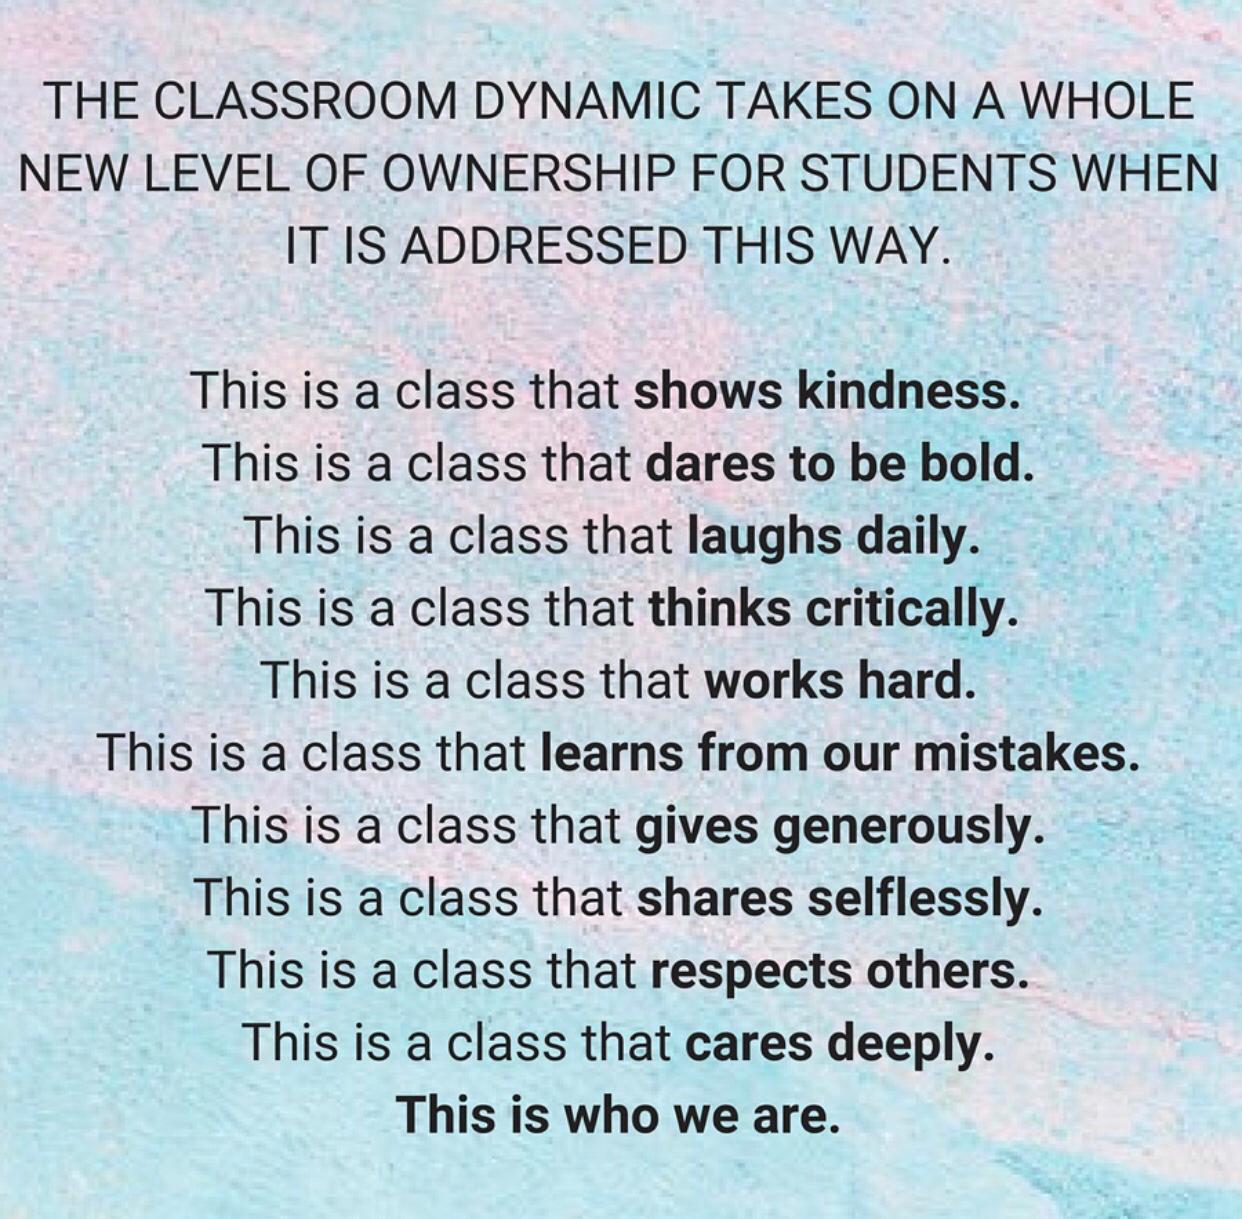 THE CLASSROOM DYNAMIC TAKES ON A WHOLE
NEW LEVEL OF OWNERSHIP FOR STUDENTS WHEN
IT IS ADDRESSED THIS WAY.
This is a class that shows kindness.
This is a class that dares to be bold.
This is a class that laughs daily.
This is a class that thinks critically.
This is a class that works hard.
This is a class that learns from our mistakes.
This is a class that gives generously.
This is a class that shares selflessly.
This is a class that respects others.
This is a class that cares deeply.
This is who we are.